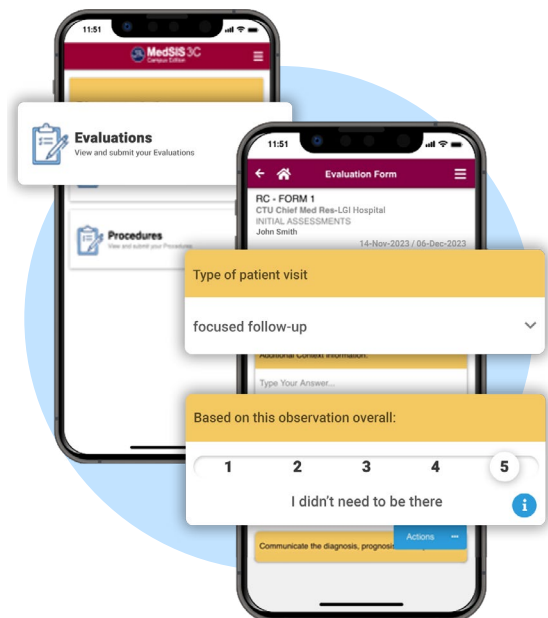 11:51
MedSIS 3C
Campus Edition
Evaluations
View and submit your Evaluations
Procedures
View and submit your Procedures
11:51
Evaluation Form
RC - FORM 1
CTU Chief Med Res-LGI Hospital
INITIAL ASSESSMENTS
John Smith
14-Nov-2023 / 06-Dec-2023
Type of patient visit
focused follow-up
Additional Context Information:
Type Your Answer...
Based on this observation overall:
1 2 3 4 5
I didn't need to be there
i
Actions ...
Communicate the diagnosis, prognosis